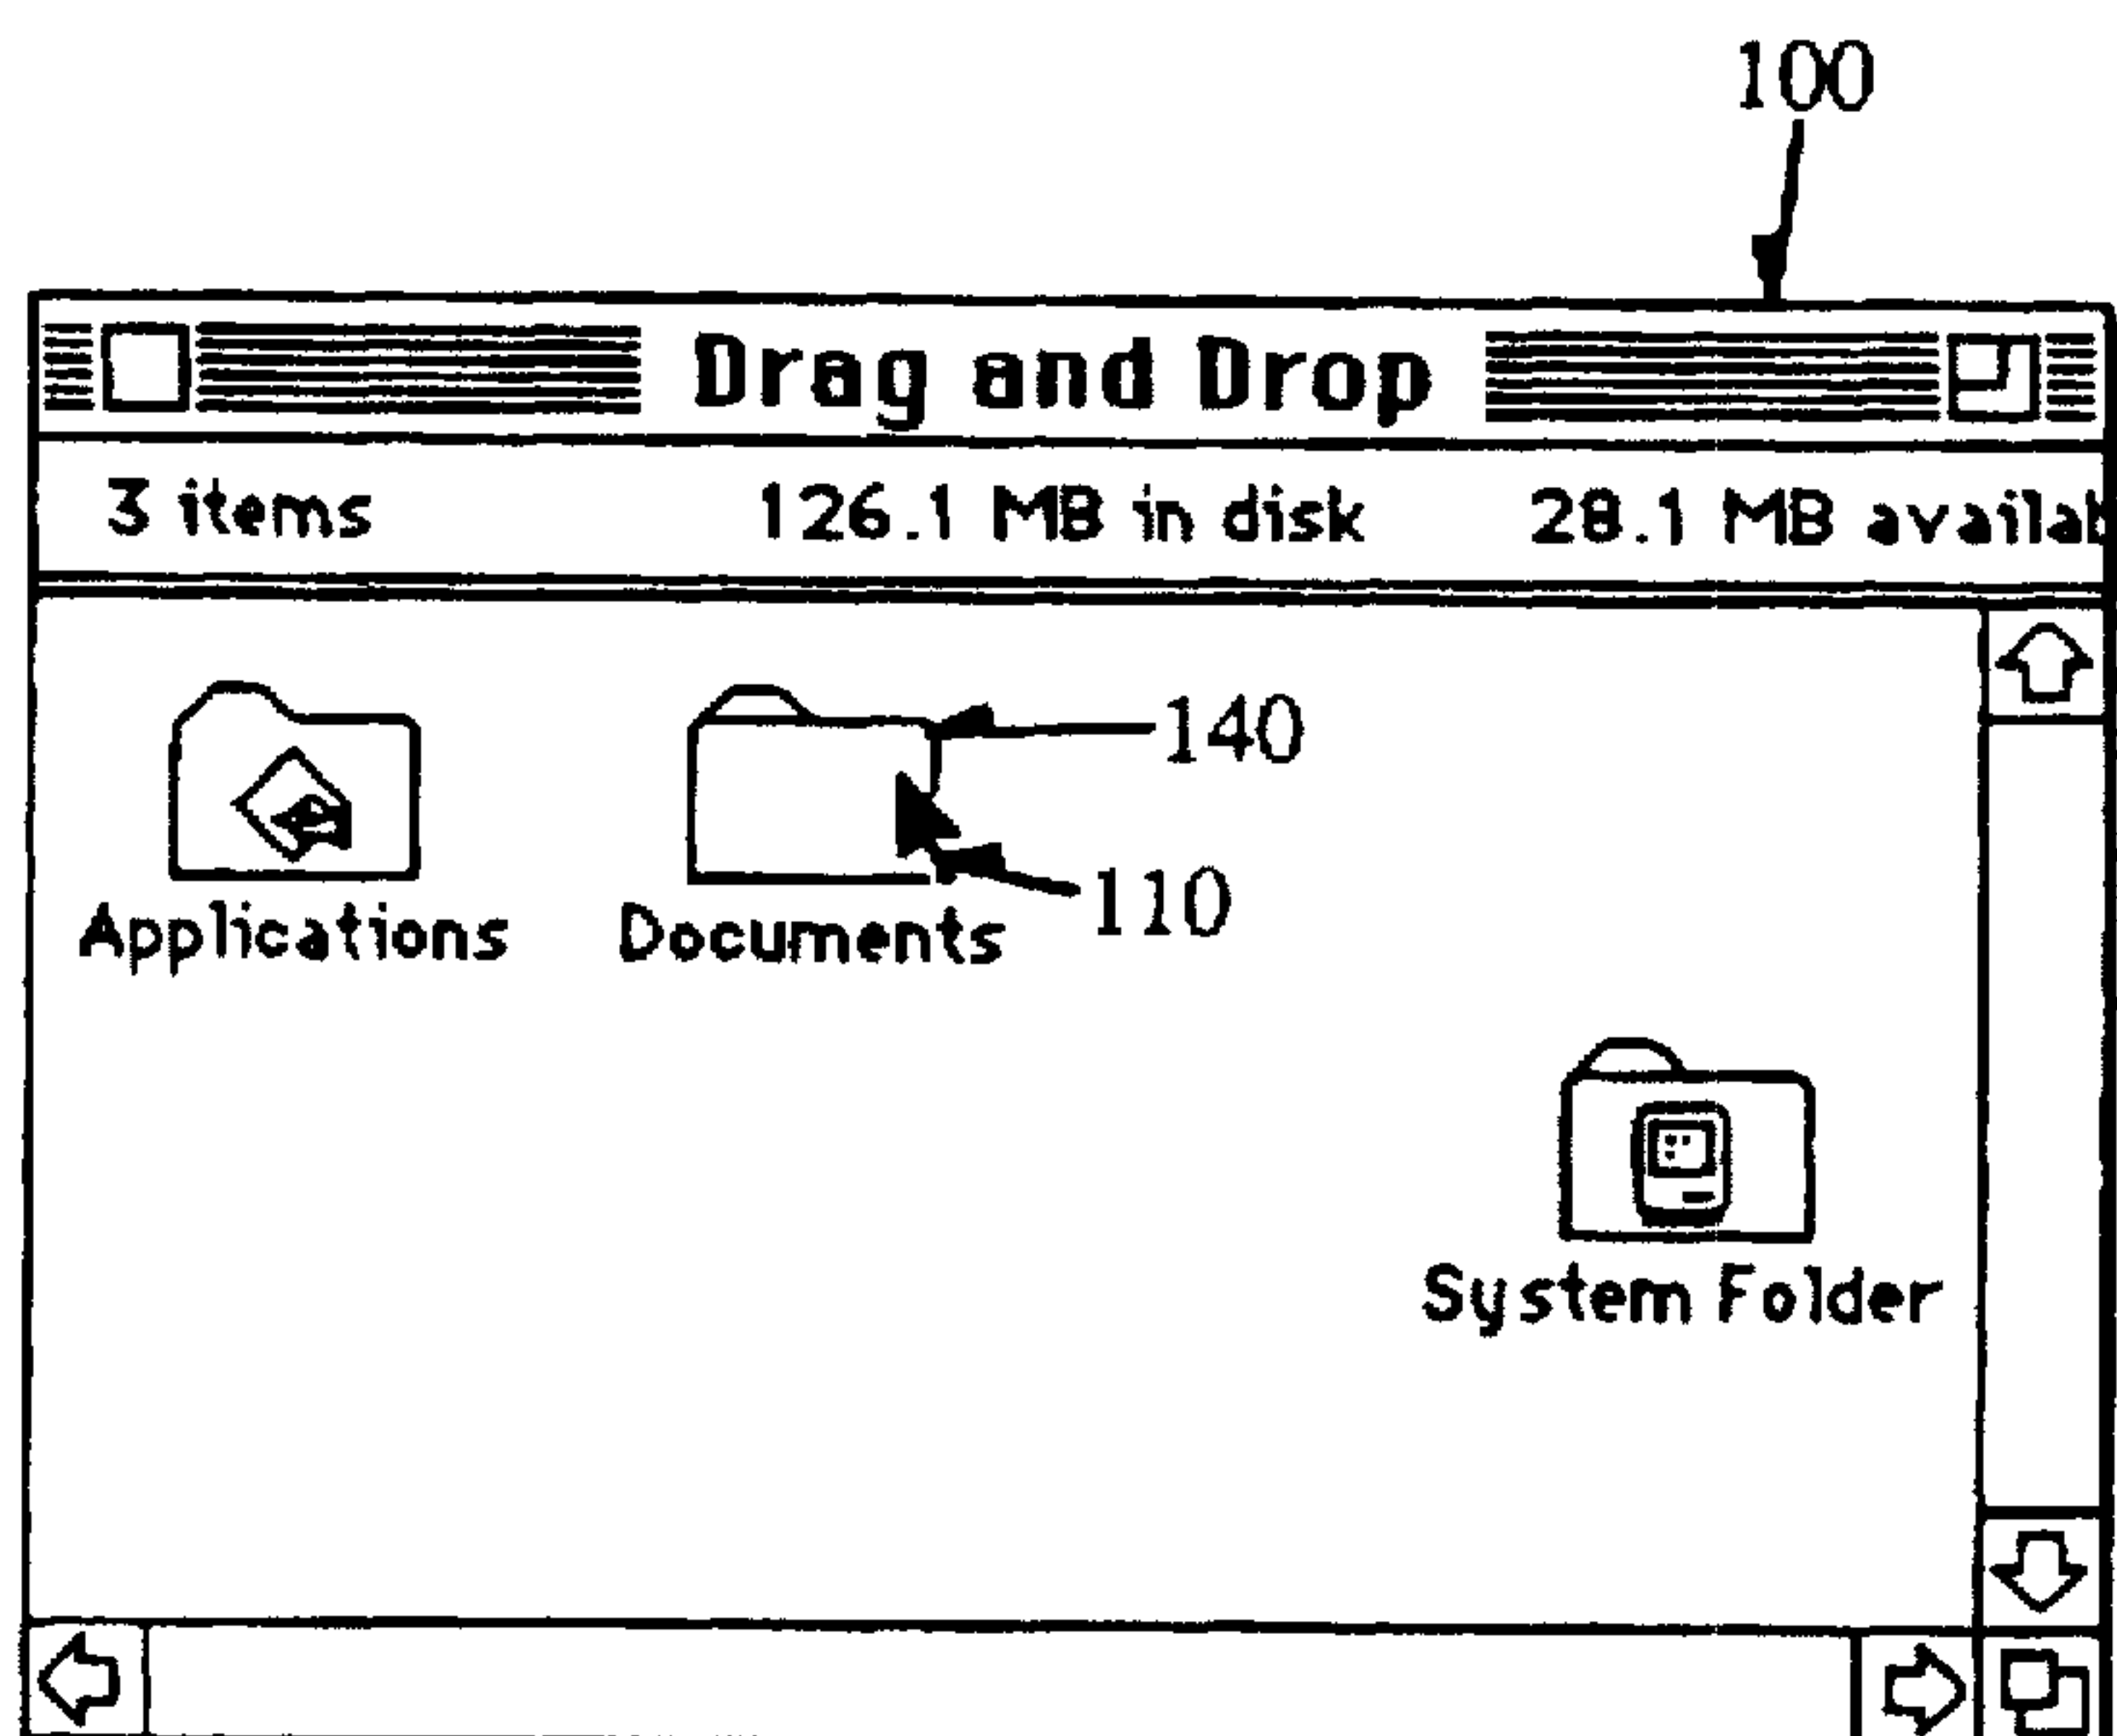 100
Drag and Drop
3 items 126.1 MB in disk 28.1 MB availab
140
110
Applications Documents
System Folder